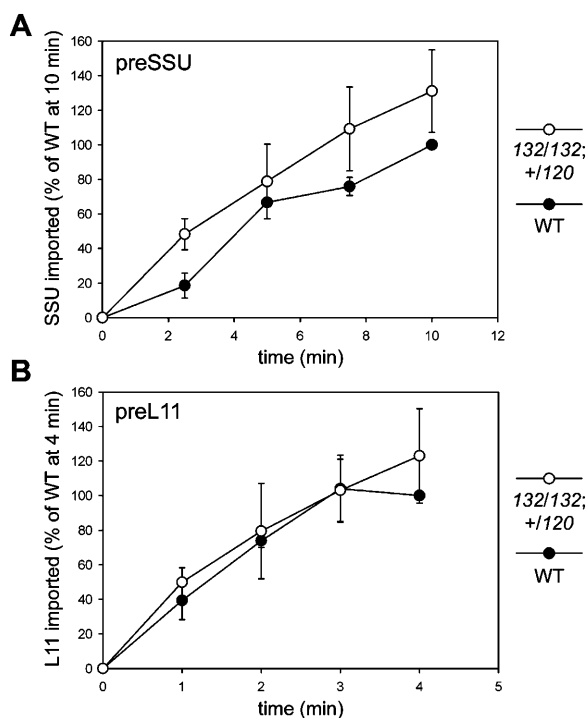 A
preSSU
SSU imported (% of WT at 10 min)
160
140
120
100
80
60
40
20
0
0 2 4 6 8 10 12
time (min)
132/132;
+/120
WT
B
preL11
L11 imported (% of WT at 4 min)
160
140
120
100
80
60
40
20
0
0 1 2 3 4 5
time (min)
132/132;
+/120
WT